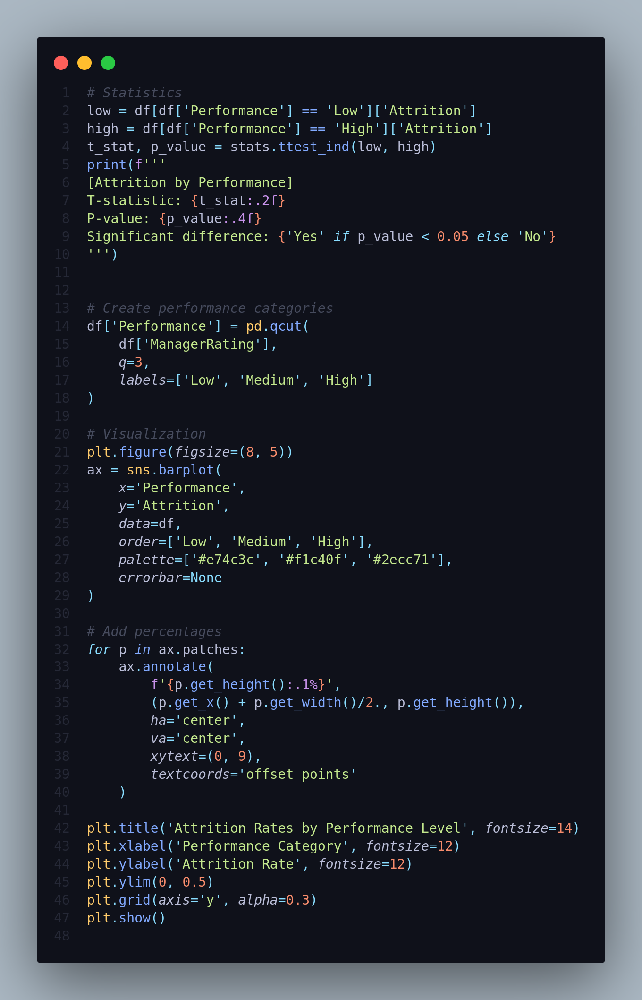 1 # Statistics
2 low = df[df['Performance'] == 'Low']['Attrition']
3 high = df[df['Performance'] == 'High']['Attrition']
4 t_stat, p_value = stats.ttest_ind(low, high)
5 print(f'''
6 [Attrition by Performance]
7 T-statistic: {t_stat:.2f}
8 P-value: {p_value:.4f}
9 Significant difference: {'Yes' if p_value < 0.05 else 'No'}
10 ''')
11
12
13 # Create performance categories
14 df['Performance'] = pd.qcut(
15     df['ManagerRating'],
16     q=3,
17     labels=['Low', 'Medium', 'High']
18 )
19
20 # Visualization
21 plt.figure(figsize=(8, 5))
22 ax = sns.barplot(
23     x='Performance',
24     y='Attrition',
25     data=df,
26     order=['Low', 'Medium', 'High'],
27     palette=['#e74c3c', '#f1c40f', '#2ecc71'],
28     errorbar=None
29 )
30
31 # Add percentages
32 for p in ax.patches:
33     ax.annotate(
34         f'{p.get_height():.1%}',
35         (p.get_x() + p.get_width()/2., p.get_height()),
36         ha='center',
37         va='center',
38         xytext=(0, 9),
39         textcoords='offset points'
40     )
41
42 plt.title('Attrition Rates by Performance Level', fontsize=14)
43 plt.xlabel('Performance Category', fontsize=12)
44 plt.ylabel('Attrition Rate', fontsize=12)
45 plt.ylim(0, 0.5)
46 plt.grid(axis='y', alpha=0.3)
47 plt.show()
48